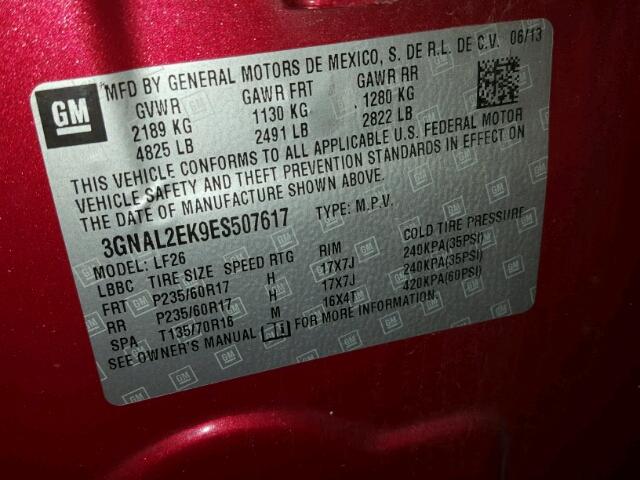 MFD BY GENERAL MOTORS DE MEXICO, S. DE R.L. DE C.V. 06/13
GM
GVWR GAWR FRT GAWR RR
2189 KG 1130 KG 1280 KG
4825 LB 2491 LB 2822 LB
THIS VEHICLE CONFORMS TO ALL APPLICABLE U.S. FEDERAL MOTOR
VEHICLE SAFETY AND THEFT PREVENTION STANDARDS IN EFFECT ON
THE DATE OF MANUFACTURE SHOWN ABOVE.
3GNAL2EK9ES507617 TYPE: M.P.V.
MODEL: LF26
LBBC TIRE SIZE SPEED RTG RIM COLD TIRE PRESSURE
FRT P235/60R17 H 17X7J 240KPA(35PSI)
RR P235/60R17 H 17X7J 240KPA(35PSI)
SPA T135/70R16 M 16X4T 420KPA(60PSI)
SEE OWNER'S MANUAL FOR MORE INFORMATION.